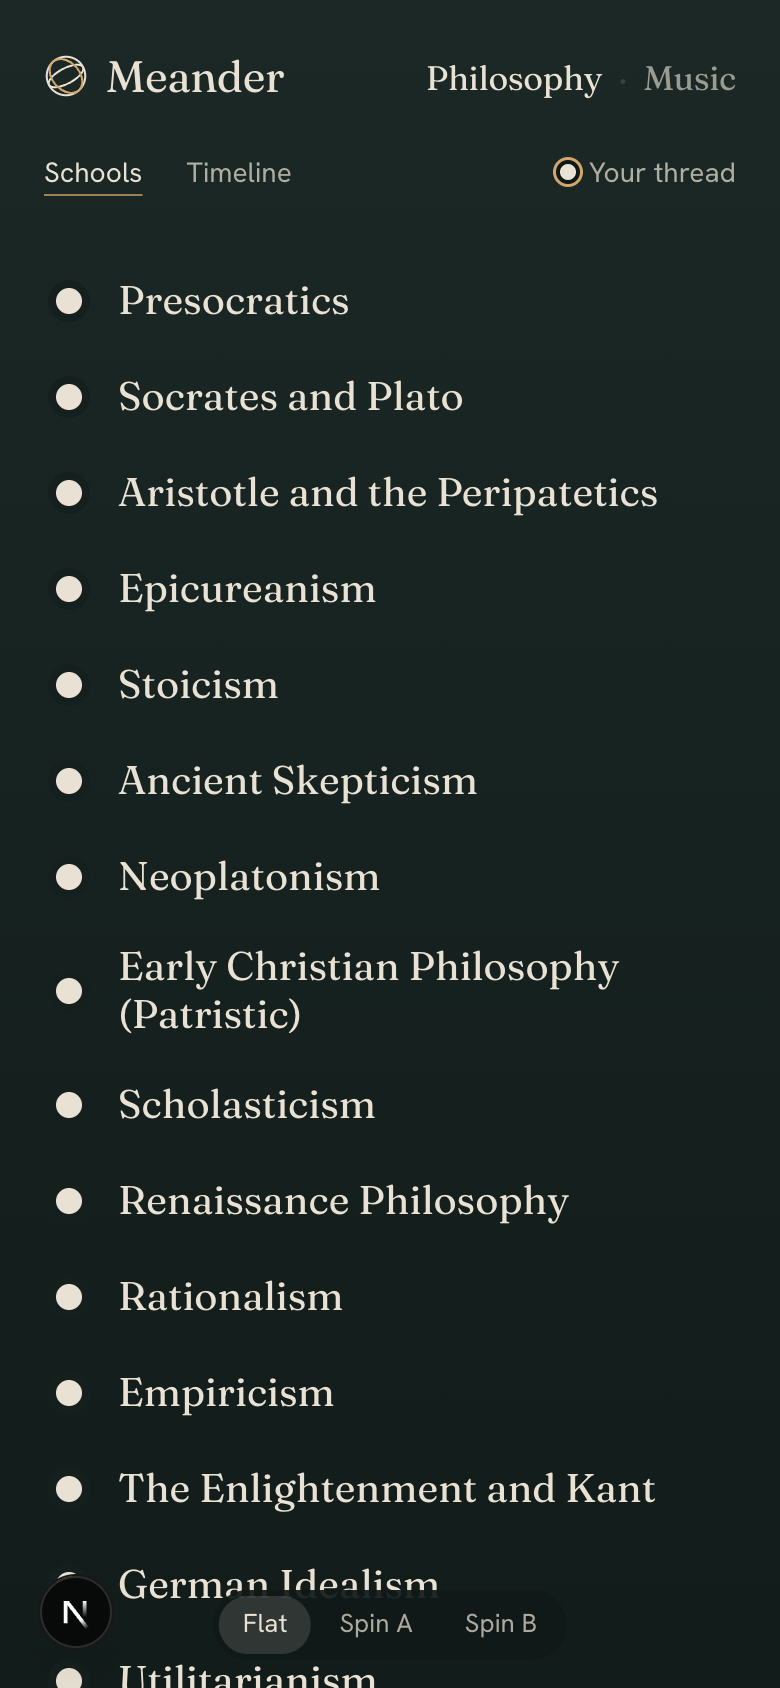 Meander
Philosophy · Music
Schools
Timeline
Your thread
Presocratics
Socrates and Plato
Aristotle and the Peripatetics
Epicureanism
Stoicism
Ancient Skepticism
Neoplatonism
Early Christian Philosophy
(Patristic)
Scholasticism
Renaissance Philosophy
Rationalism
Empiricism
The Enlightenment and Kant
German Idealism
N
Flat
Spin A
Spin B
Utilitarianism